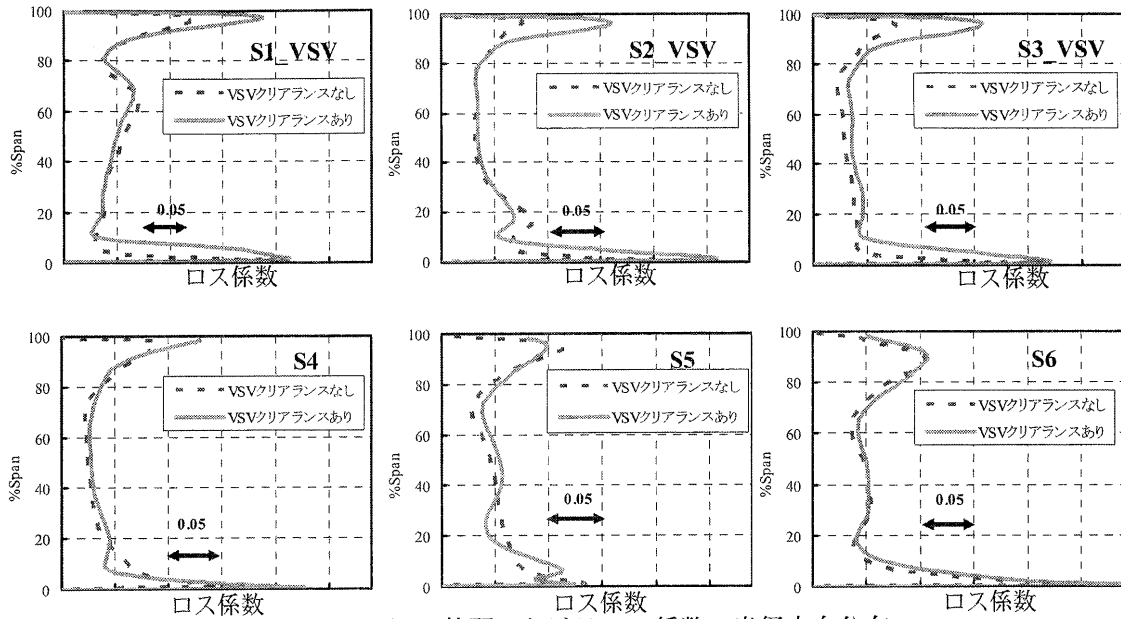 100
80
60
40
20
0
%Span
S1_VSV
VSVクリアランスなし
VSVクリアランスあり
0.05
ロス係数
100
80
60
40
20
0
%Span
S2_VSV
VSVクリアランスなし
VSVクリアランスあり
0.05
ロス係数
100
80
60
40
20
0
%Span
S3_VSV
VSVクリアランスなし
VSVクリアランスあり
0.05
ロス係数
100
80
60
40
20
0
%Span
S4
VSVクリアランスなし
VSVクリアランスあり
0.05
ロス係数
100
80
60
40
20
0
%Span
S5
VSVクリアランスなし
VSVクリアランスあり
0.05
ロス係数
100
80
60
40
20
0
%Span
S6
VSVクリアランスなし
VSVクリアランスあり
0.05
ロス係数